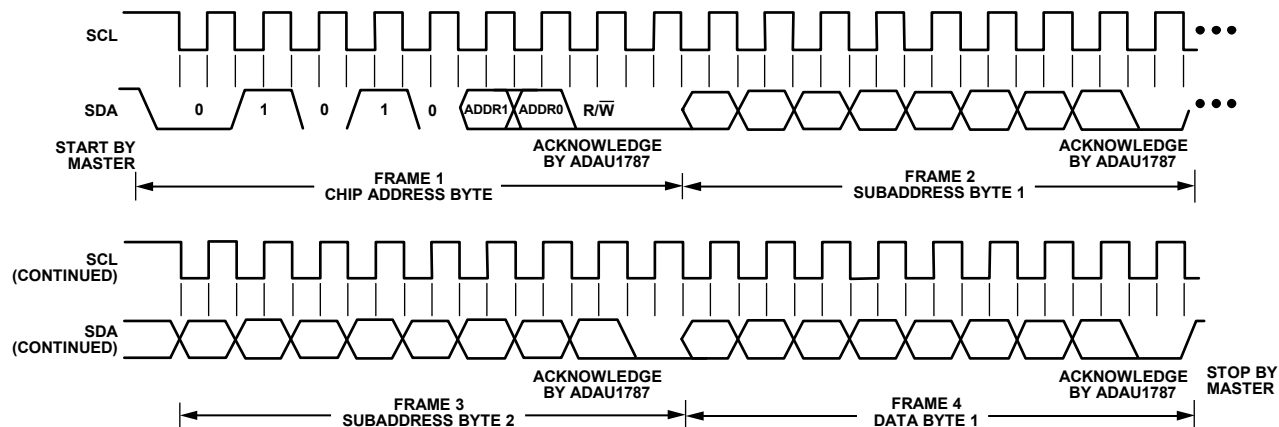 SCL
SDA
0 1 0 1 0 ADDR1 ADDR0 R/W̅
START BY
MASTER
ACKNOWLEDGE
BY ADAU1787
ACKNOWLEDGE
BY ADAU1787
FRAME 1
CHIP ADDRESS BYTE
FRAME 2
SUBADDRESS BYTE 1
SCL
(CONTINUED)
SDA
(CONTINUED)
ACKNOWLEDGE
BY ADAU1787
ACKNOWLEDGE
BY ADAU1787
STOP BY
MASTER
FRAME 3
SUBADDRESS BYTE 2
FRAME 4
DATA BYTE 1